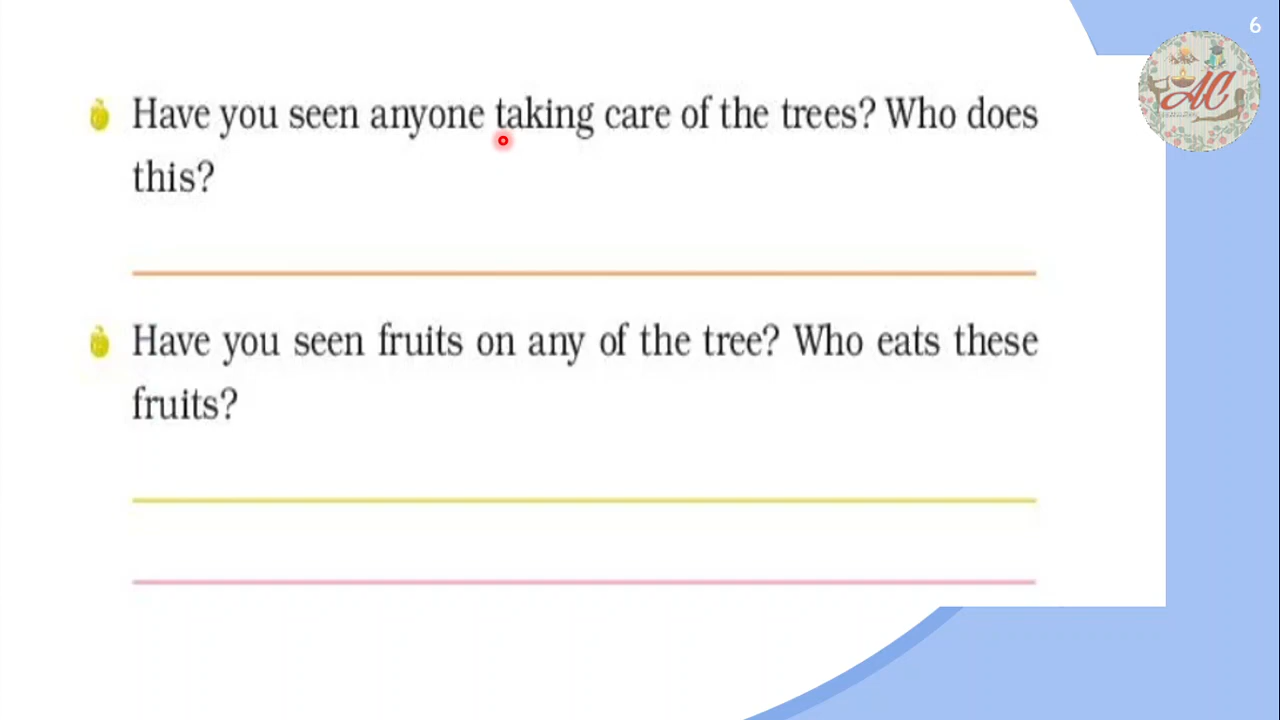 6
Have you seen anyone taking care of the trees? Who does
this?
Have you seen fruits on any of the tree? Who eats these
fruits?
AC